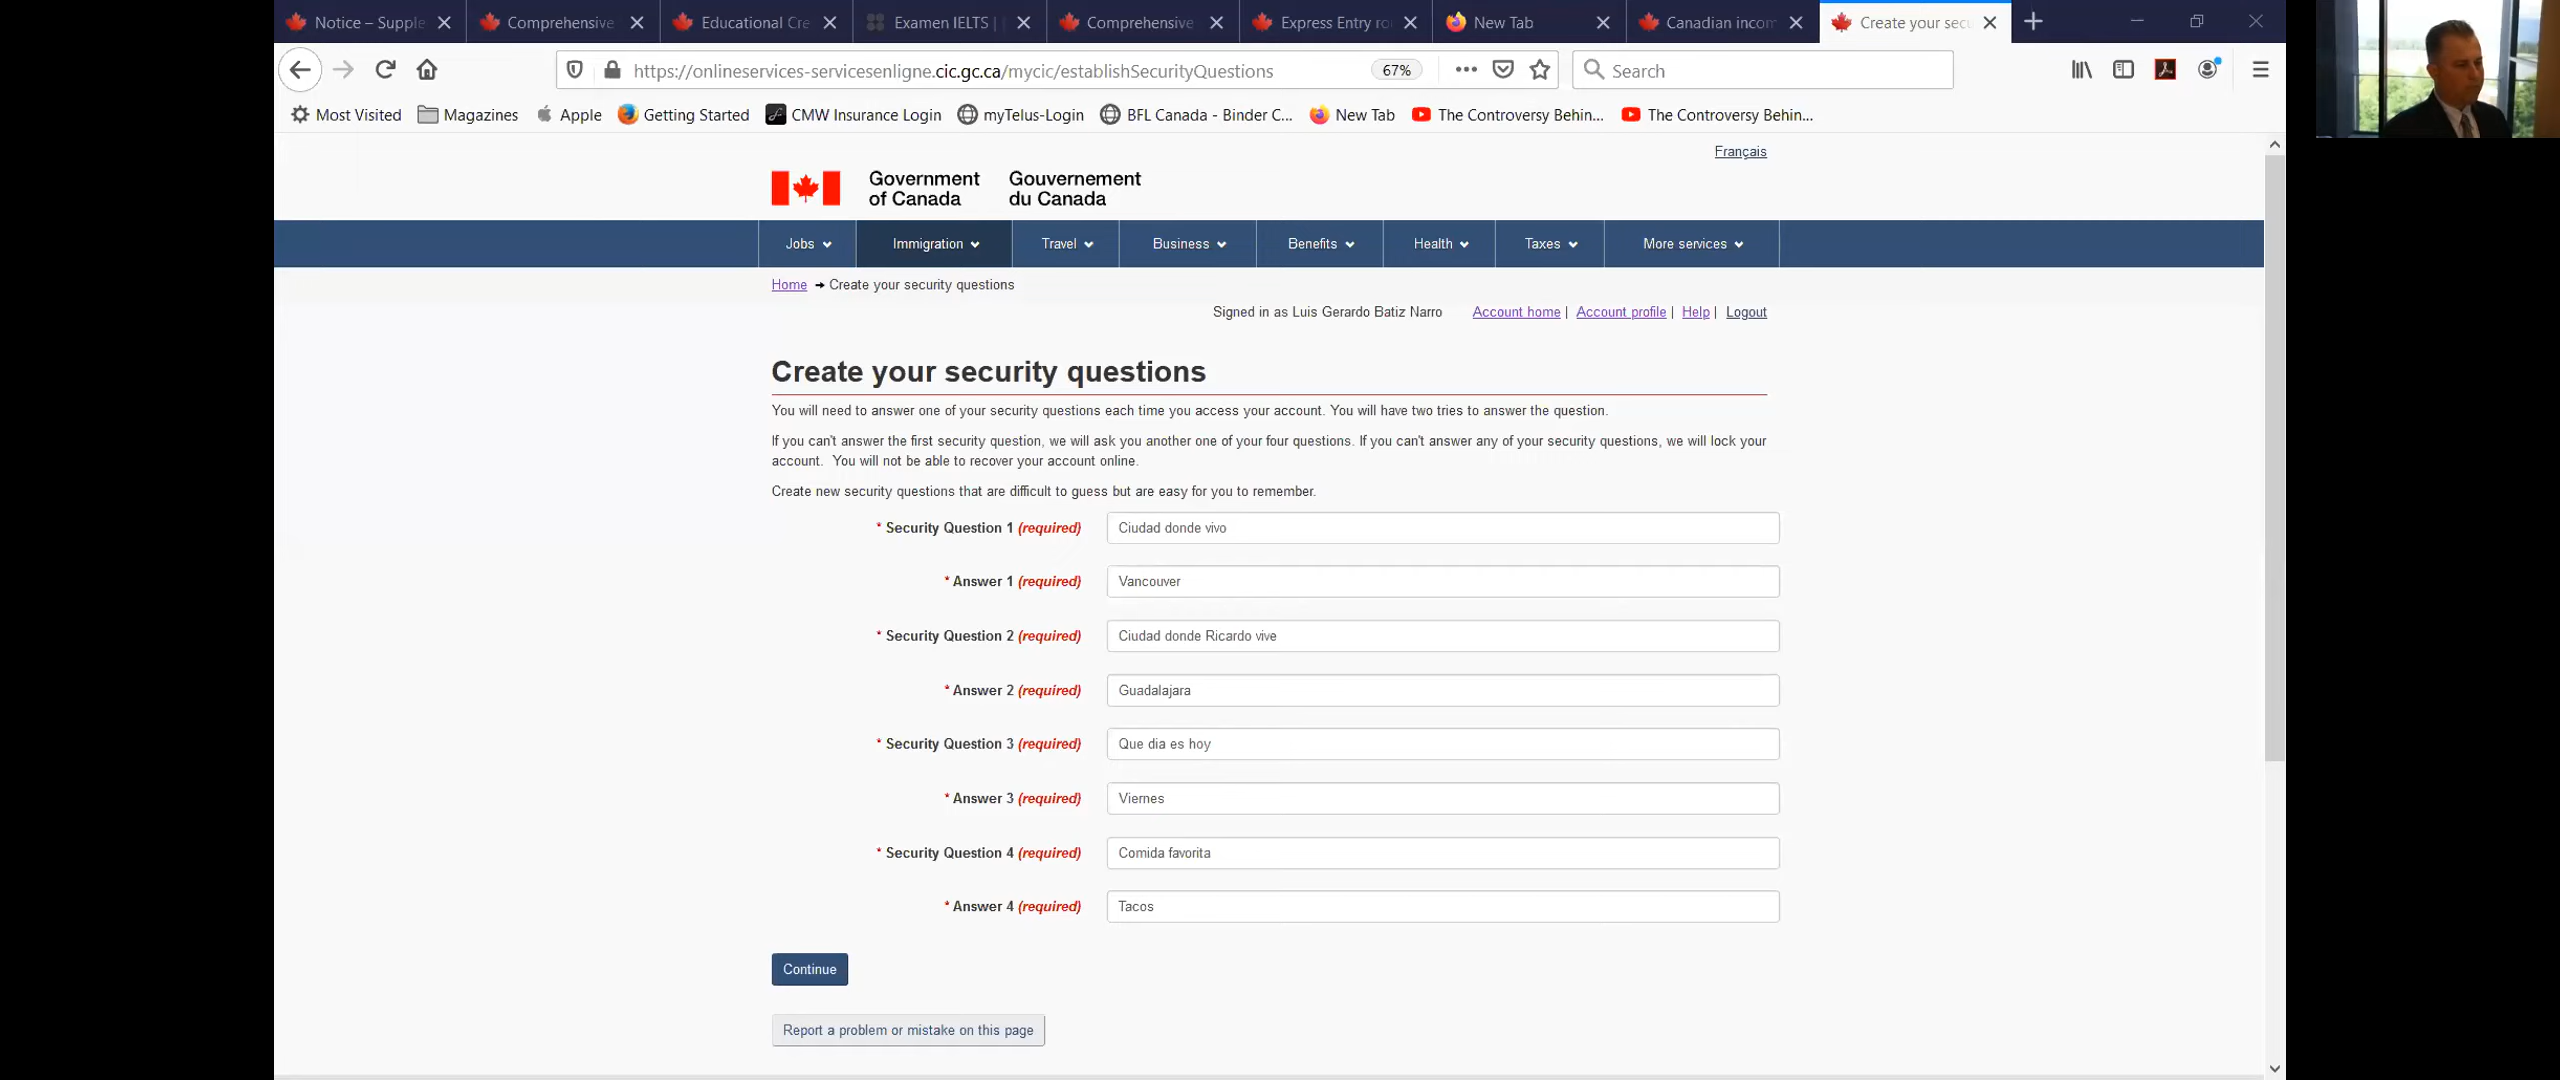 Notice – Supple
Comprehensive
Educational Cre
Examen IELTS |
Comprehensive
Express Entry ro
New Tab
Canadian incom
Create your secu
https://onlineservices-servicesenligne.cic.gc.ca/mycic/establishSecurityQuestions
67%
Search
Most Visited
Magazines
Apple
Getting Started
CMW Insurance Login
myTelus-Login
BFL Canada - Binder C...
New Tab
The Controversy Behin...
The Controversy Behin...
Français
Government Gouvernement
of Canada du Canada
Jobs Immigration Travel Business Benefits Health Taxes More services
Home ➔ Create your security questions
Signed in as Luis Gerardo Batiz Narro Account home | Account profile | Help | Logout
Create your security questions
You will need to answer one of your security questions each time you access your account. You will have two tries to answer the question.
If you can't answer the first security question, we will ask you another one of your four questions. If you can't answer any of your security questions, we will lock your
account. You will not be able to recover your account online.
Create new security questions that are difficult to guess but are easy for you to remember.
* Security Question 1 (required) Ciudad donde vivo
* Answer 1 (required) Vancouver
* Security Question 2 (required) Ciudad donde Ricardo vive
* Answer 2 (required) Guadalajara
* Security Question 3 (required) Que dia es hoy
* Answer 3 (required) Viernes
* Security Question 4 (required) Comida favorita
* Answer 4 (required) Tacos
Continue
Report a problem or mistake on this page